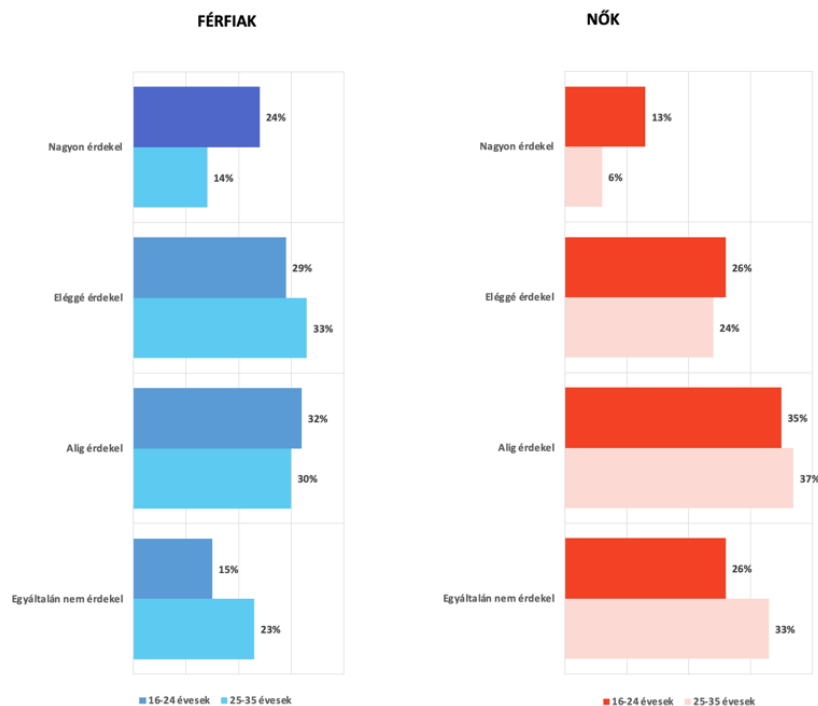 FÉRFIAK
Nagyon érdekel
24%
14%
Eléggé érdekel
29%
33%
Alig érdekel
32%
30%
Egyáltalán nem érdekel
15%
23%
16-24 évesek 25-35 évesek
NŐK
Nagyon érdekel
13%
6%
Eléggé érdekel
26%
24%
Alig érdekel
35%
37%
Egyáltalán nem érdekel
26%
33%
16-24 évesek 25-35 évesek